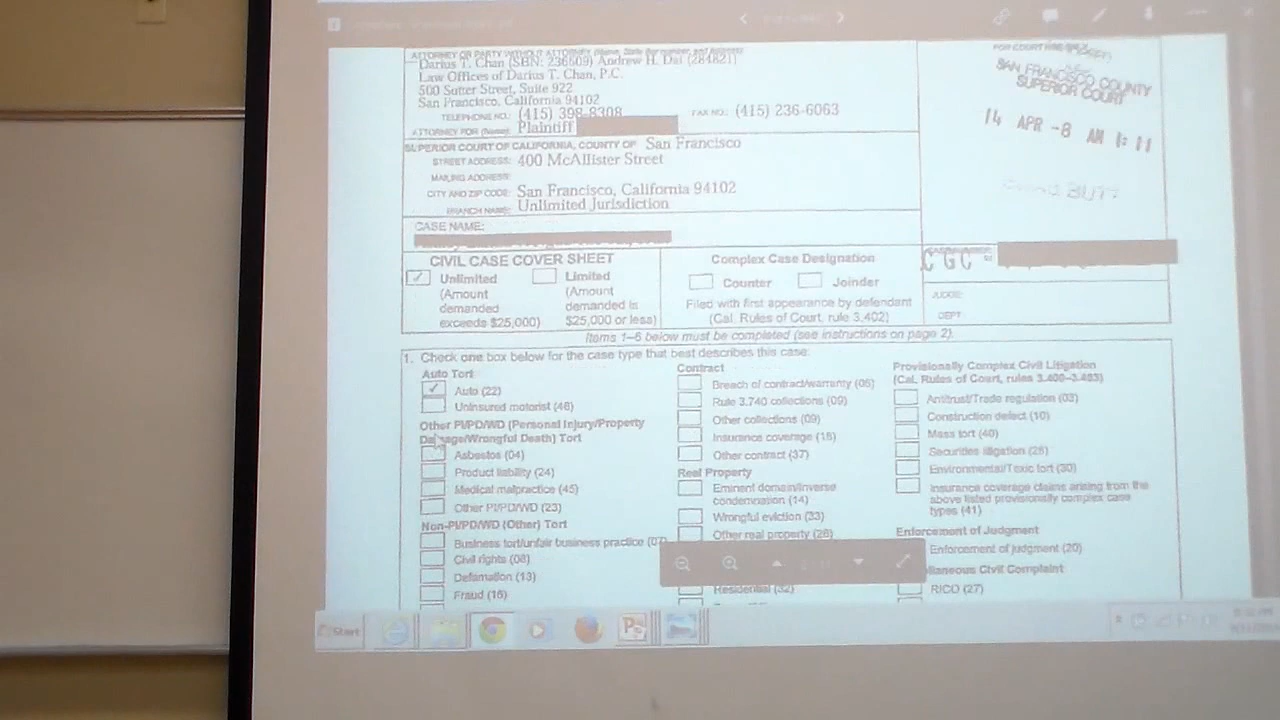 ATTORNEY OR PARTY WITHOUT ATTORNEY (Name, State Bar number, and address):
Darius T. Chan (SBN: 236609) Andrew H. Dai (284821)
Law Offices of Darius T. Chan, P.C.
500 Sutter Street, Suite 922
San Francisco, California 94102
TELEPHONE NO.: (415) 398-8308 FAX NO.: (415) 236-6063
ATTORNEY FOR (Name): Plaintiff
SUPERIOR COURT OF CALIFORNIA, COUNTY OF San Francisco
STREET ADDRESS: 400 McAllister Street
MAILING ADDRESS:
CITY AND ZIP CODE: San Francisco, California 94102
BRANCH NAME: Unlimited Jurisdiction
FOR COURT USE ONLY
SAN FRANCISCO COUNTY
SUPERIOR COURT
14 APR -8 AM
CASE NAME:
CIVIL CASE COVER SHEET
Unlimited
(Amount
demanded
exceeds $25,000)
Limited
(Amount
demanded is
$25,000 or less)
Complex Case Designation
Counter Joinder
Filed with first appearance by defendant
(Cal. Rules of Court, rule 3.402)
CGC
JUDGE:
DEPT:
Items 1–6 below must be completed (see instructions on page 2).
1. Check one box below for the case type that best describes this case:
Auto Tort
Auto (22)
Uninsured motorist (46)
Other PI/PD/WD (Personal Injury/Property
Damage/Wrongful Death) Tort
Asbestos (04)
Product liability (24)
Medical malpractice (45)
Other PI/PD/WD (23)
Non-PI/PD/WD (Other) Tort
Business tort/unfair business practice (07)
Civil rights (08)
Defamation (13)
Fraud (16)
Contract
Breach of contract/warranty (06)
Rule 3.740 collections (09)
Other collections (09)
Insurance coverage (18)
Other contract (37)
Real Property
Eminent domain/Inverse
condemnation (14)
Wrongful eviction (33)
Other real property (26)
Residential (32)
Provisionally Complex Civil Litigation
(Cal. Rules of Court, rules 3.400–3.403)
Antitrust/Trade regulation (03)
Construction defect (10)
Mass tort (40)
Securities litigation (28)
Environmental/Toxic tort (30)
Insurance coverage claims arising from the
above listed provisionally complex case
types (41)
Enforcement of Judgment
Enforcement of judgment (20)
llaneous Civil Complaint
RICO (27)
Start